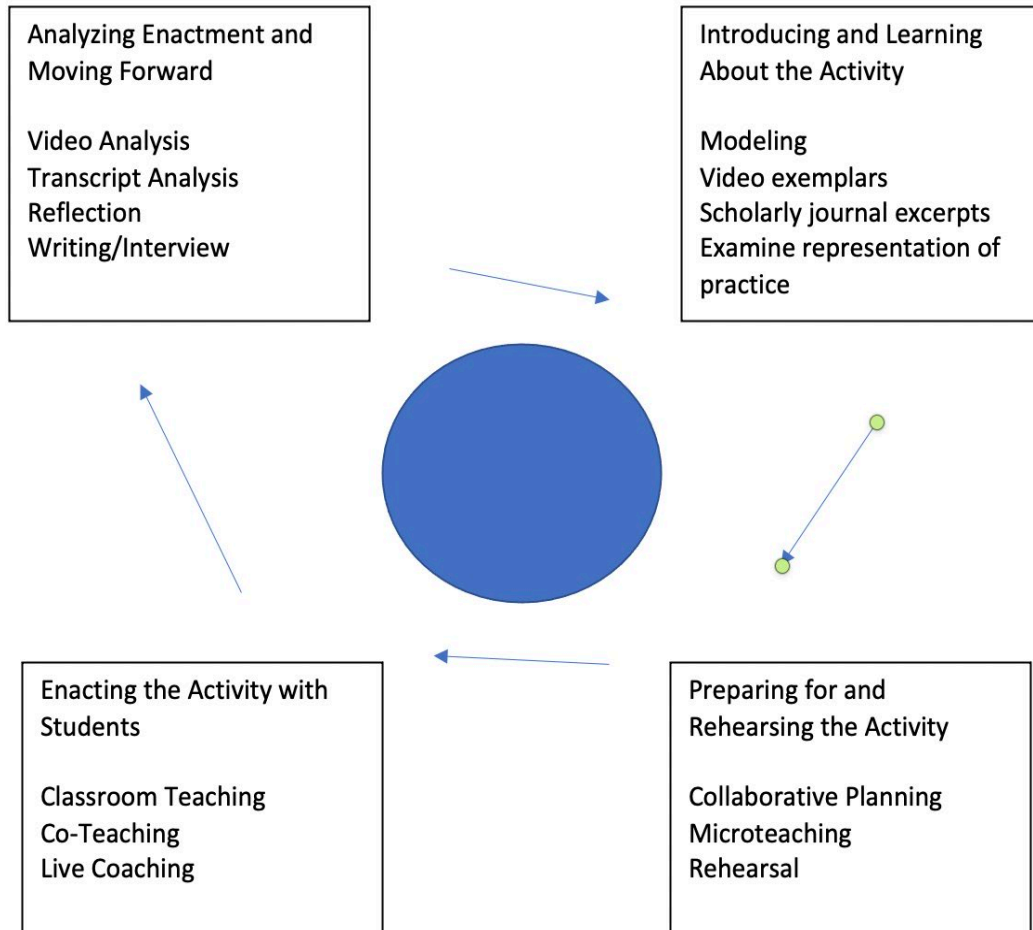 Analyzing Enactment and
Moving Forward
Video Analysis
Transcript Analysis
Reflection
Writing/Interview
Introducing and Learning
About the Activity
Modeling
Video exemplars
Scholarly journal excerpts
Examine representation of
practice
Enacting the Activity with
Students
Classroom Teaching
Co-Teaching
Live Coaching
Preparing for and
Rehearsing the Activity
Collaborative Planning
Microteaching
Rehearsal